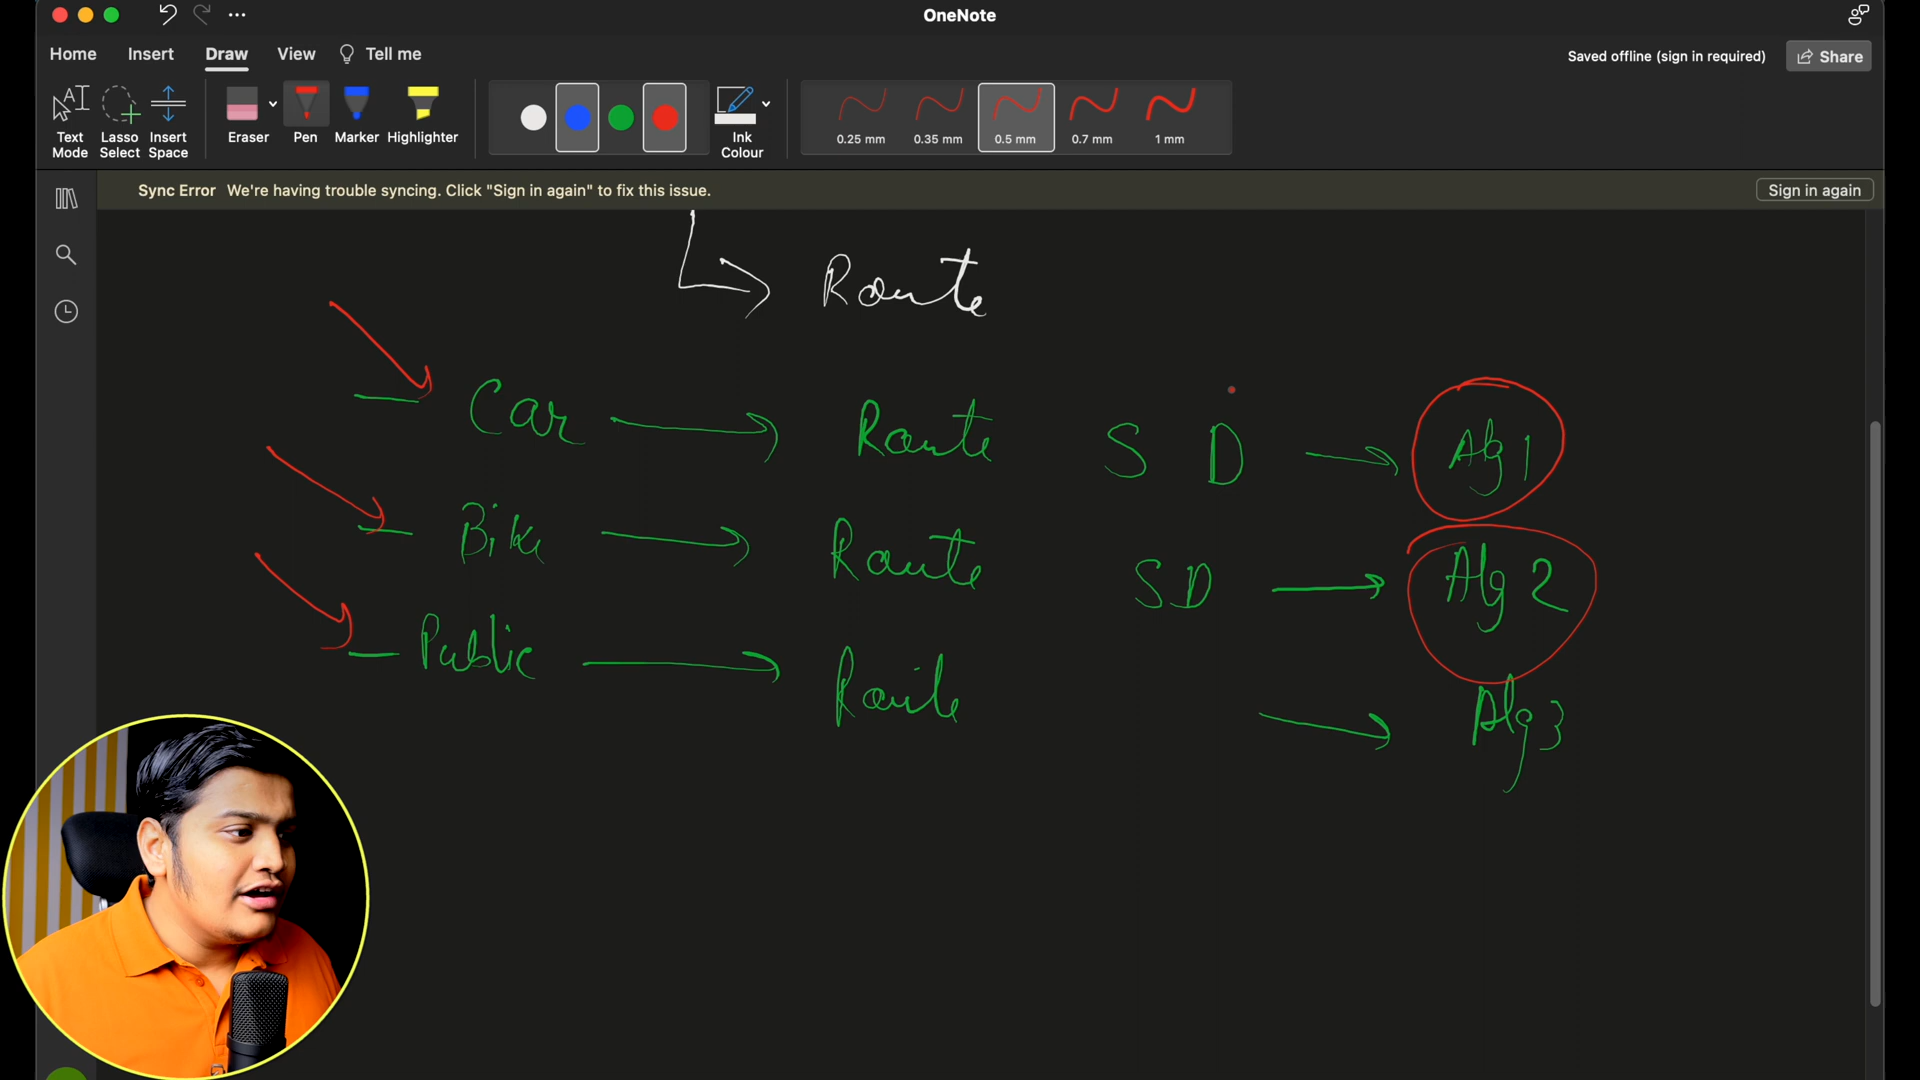 OneNote
Home Insert Draw View Tell me
Saved offline (sign in required) Share
Text Mode Lasso Select Insert Space Eraser Pen Marker Highlighter Ink Colour 0.25 mm 0.35 mm 0.5 mm 0.7 mm 1 mm
Sync Error We're having trouble syncing. Click "Sign in again" to fix this issue. Sign in again
Route
Car Route S D Alg 1
Bike Route SD Alg 2
Public Route Alg 3